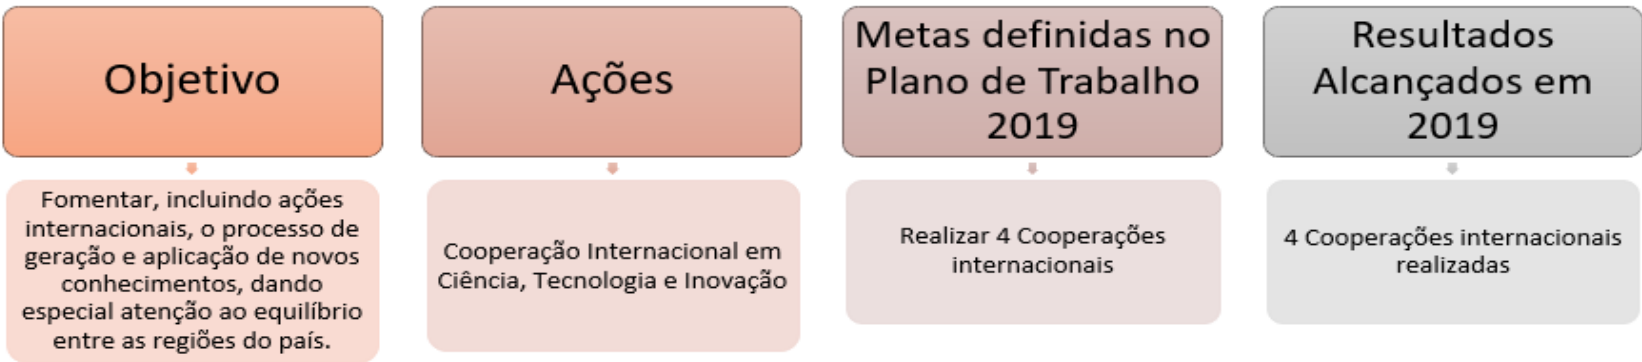 Objetivo
Fomentar, incluindo ações
internacionais, o processo de
geração e aplicação de novos
conhecimentos, dando
especial atenção ao equilíbrio
entre as regiões do país.
Ações
Cooperação Internacional em
Ciência, Tecnologia e Inovação
Metas definidas no
Plano de Trabalho
2019
Realizar 4 Cooperações
internacionais
Resultados
Alcançados em
2019
4 Cooperações internacionais
realizadas